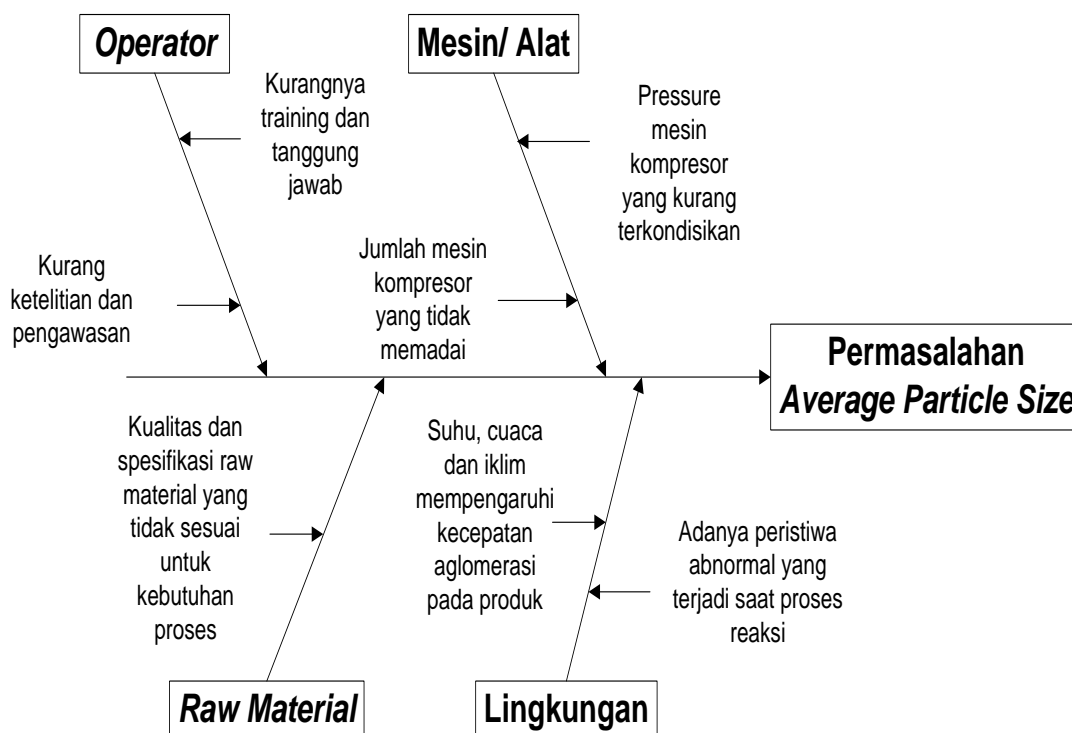 Operator
Mesin/ Alat
Kurangnya
training dan
tanggung
jawab
Pressure
mesin
kompresor
yang kurang
terkondisikan
Kurang
ketelitian dan
pengawasan
Jumlah mesin
kompresor
yang tidak
memadai
Permasalahan
Average Particle Size
Kualitas dan
spesifikasi raw
material yang
tidak sesuai
untuk
kebutuhan
proses
Suhu, cuaca
dan iklim
mempengaruhi
kecepatan
aglomerasi
pada produk
Adanya peristiwa
abnormal yang
terjadi saat proses
reaksi
Raw Material
Lingkungan